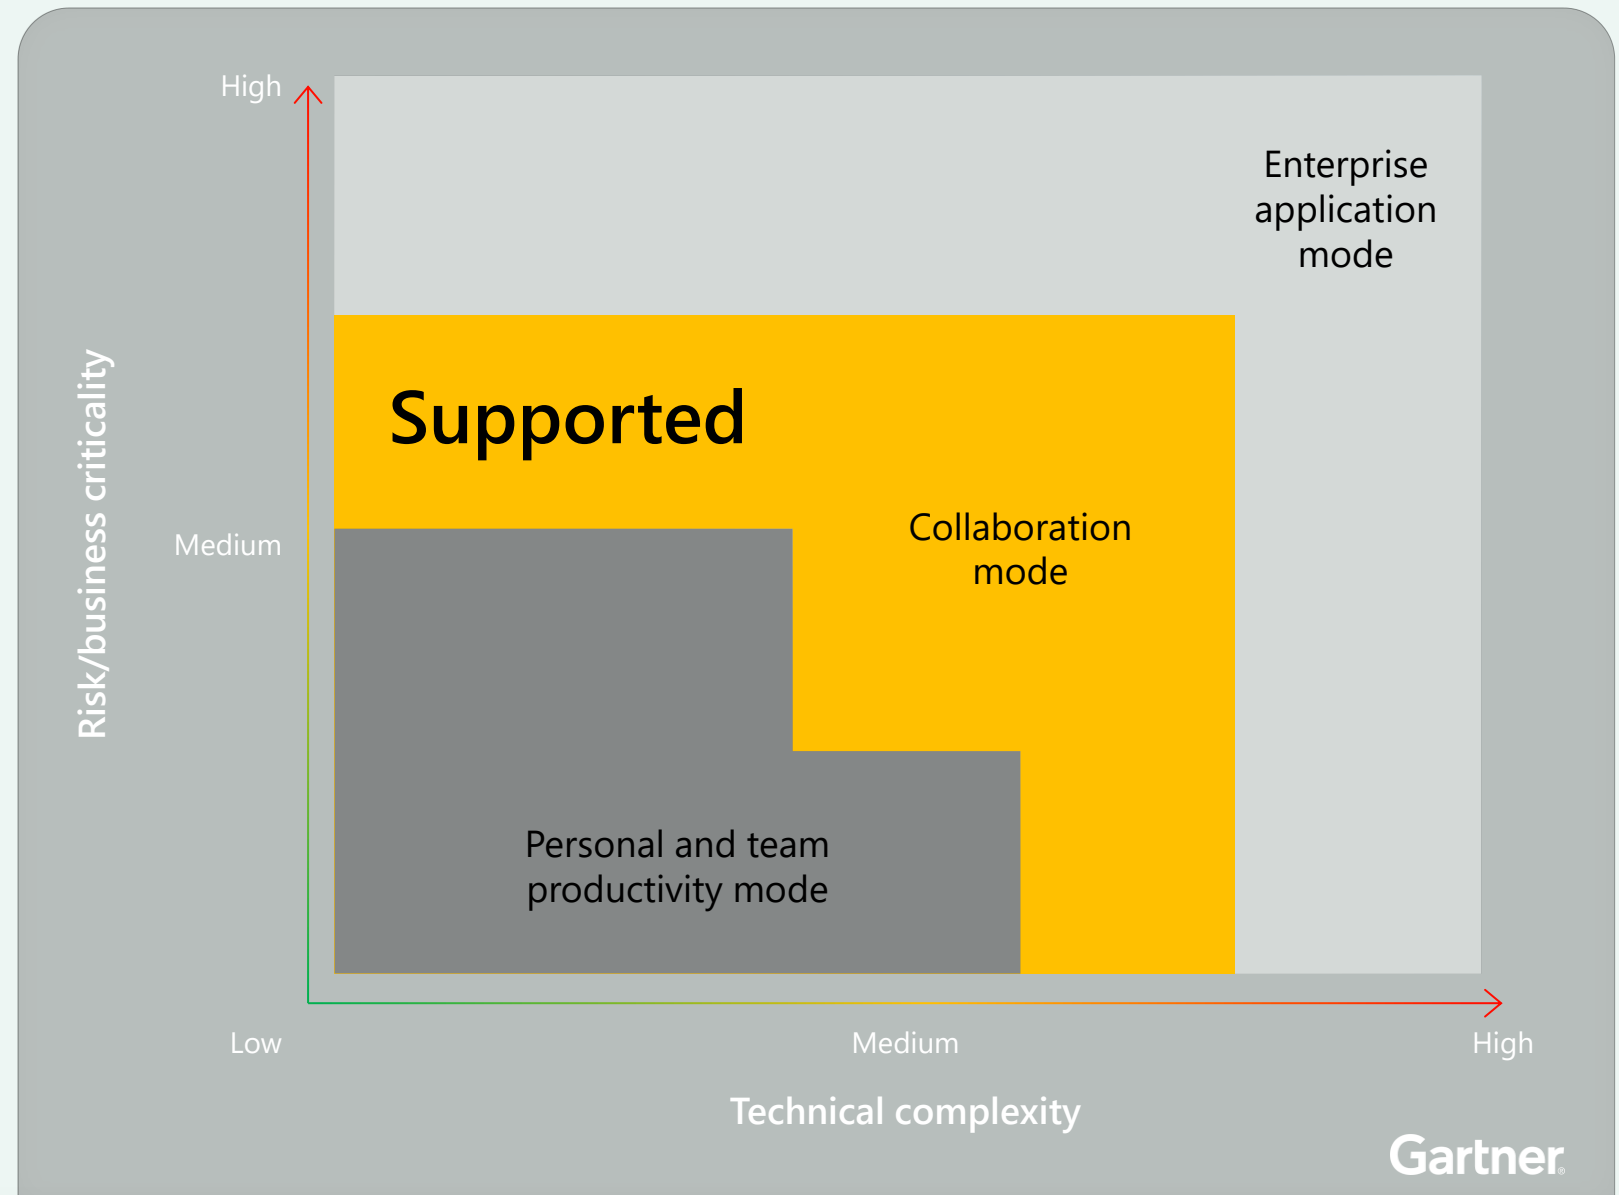 High
Enterprise
application
mode
Supported
Collaboration
mode
Medium
Risk/business criticality
Personal and team
productivity mode
Low
Medium
High
Technical complexity
Gartner®